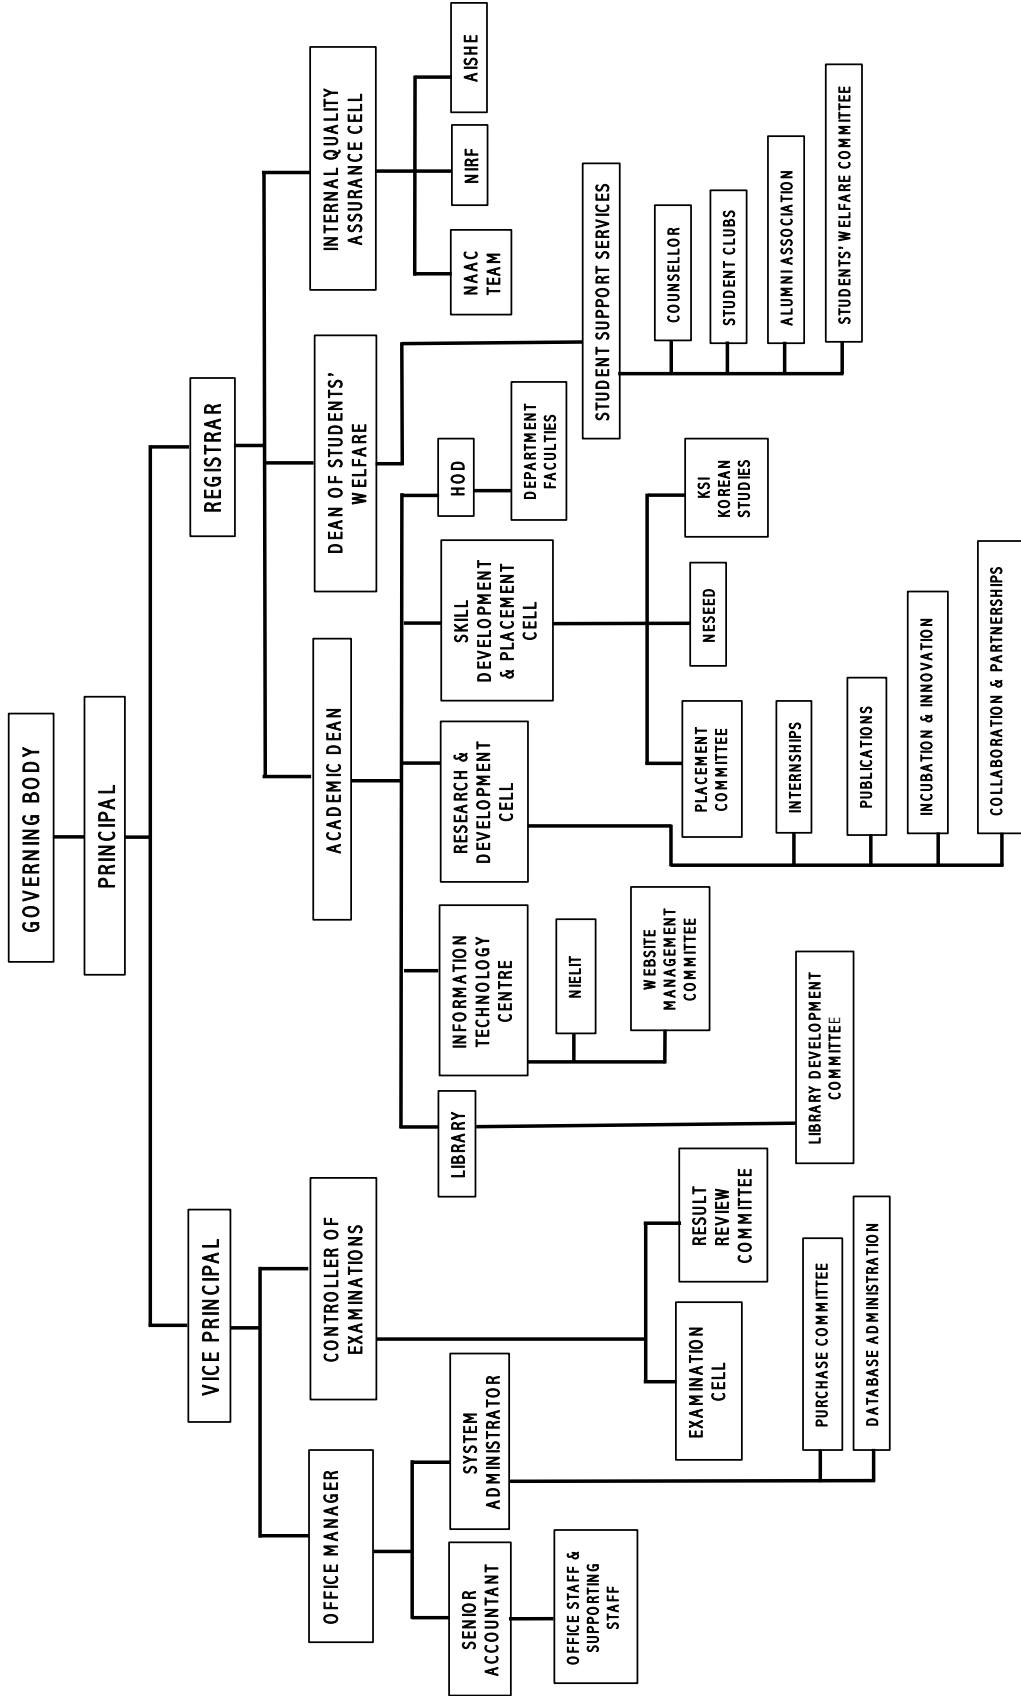 GOVERNING BODY
PRINCIPAL
VICE PRINCIPAL
REGISTRAR
OFFICE MANAGER
CONTROLLER OF
EXAMINATIONS
ACADEMIC DEAN
DEAN OF STUDENTS'
WELFARE
INTERNAL QUALITY
ASSURANCE CELL
SENIOR
ACCOUNTANT
SYSTEM
ADMINISTRATOR
LIBRARY
INFORMATION
TECHNOLOGY
CENTRE
RESEARCH &
DEVELOPMENT
CELL
SKILL
DEVELOPMENT
& PLACEMENT
CELL
HOD
NAAC
TEAM
NIRF
AISHE
OFFICE STAFF &
SUPPORTING
STAFF
NIELIT
DEPARTMENT
FACULTIES
STUDENT SUPPORT SERVICES
WEBSITE
MANAGEMENT
COMMITTEE
EXAMINATION
CELL
RESULT
REVIEW
COMMITTEE
PLACEMENT
COMMITTEE
NESEED
KSI
KOREAN
STUDIES
COUNSELLOR
STUDENT CLUBS
ALUMNI ASSOCIATION
STUDENTS' WELFARE COMMITTEE
PURCHASE COMMITTEE
DATABASE ADMINISTRATION
LIBRARY DEVELOPMENT
COMMITTEE
INTERNSHIPS
PUBLICATIONS
INCUBATION & INNOVATION
COLLABORATION & PARTNERSHIPS